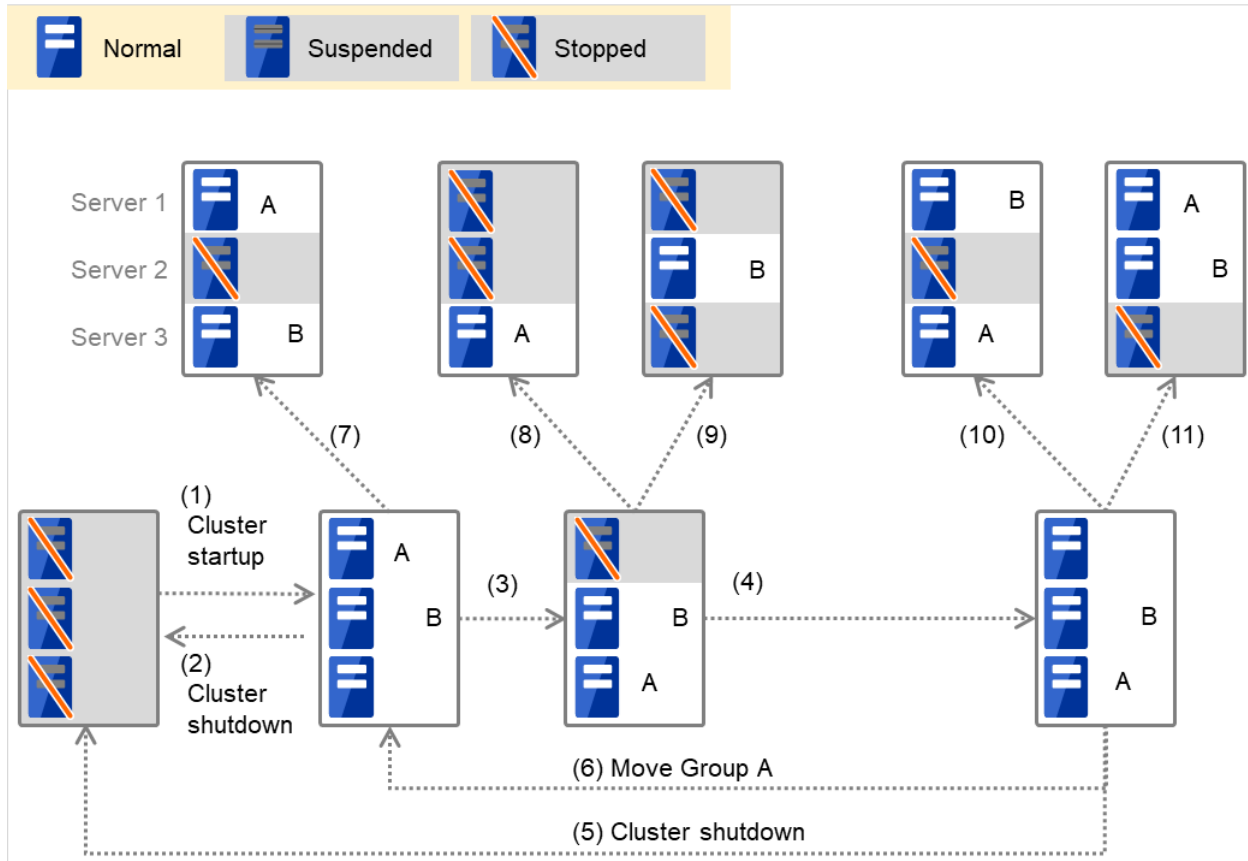 Normal
Suspended
Stopped
Server 1
Server 2
Server 3
A
B
A
B
B
A
A
B
(7)
(8)
(9)
(10)
(11)
(1)
Cluster
startup
(2)
Cluster
shutdown
A
B
(3)
B
A
(4)
B
A
(6) Move Group A
(5) Cluster shutdown